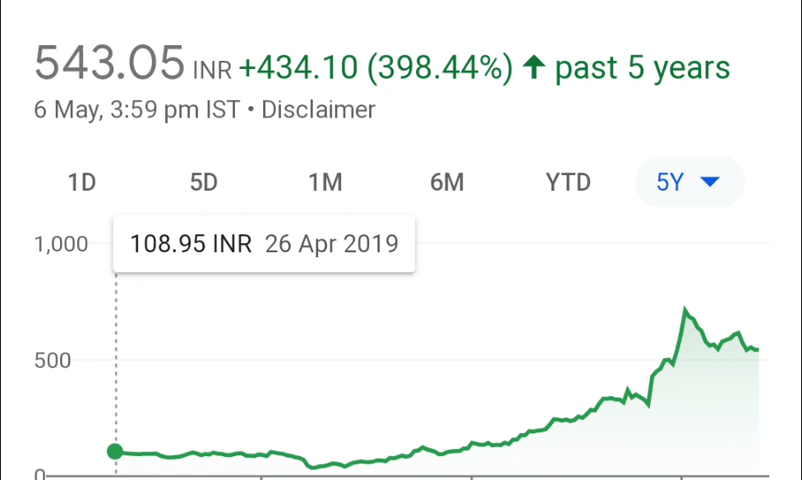 543.05 INR +434.10 (398.44%) ↑ past 5 years
6 May, 3:59 pm IST • Disclaimer
1D 5D 1M 6M YTD 5Y
1,000
108.95 INR 26 Apr 2019
500
0